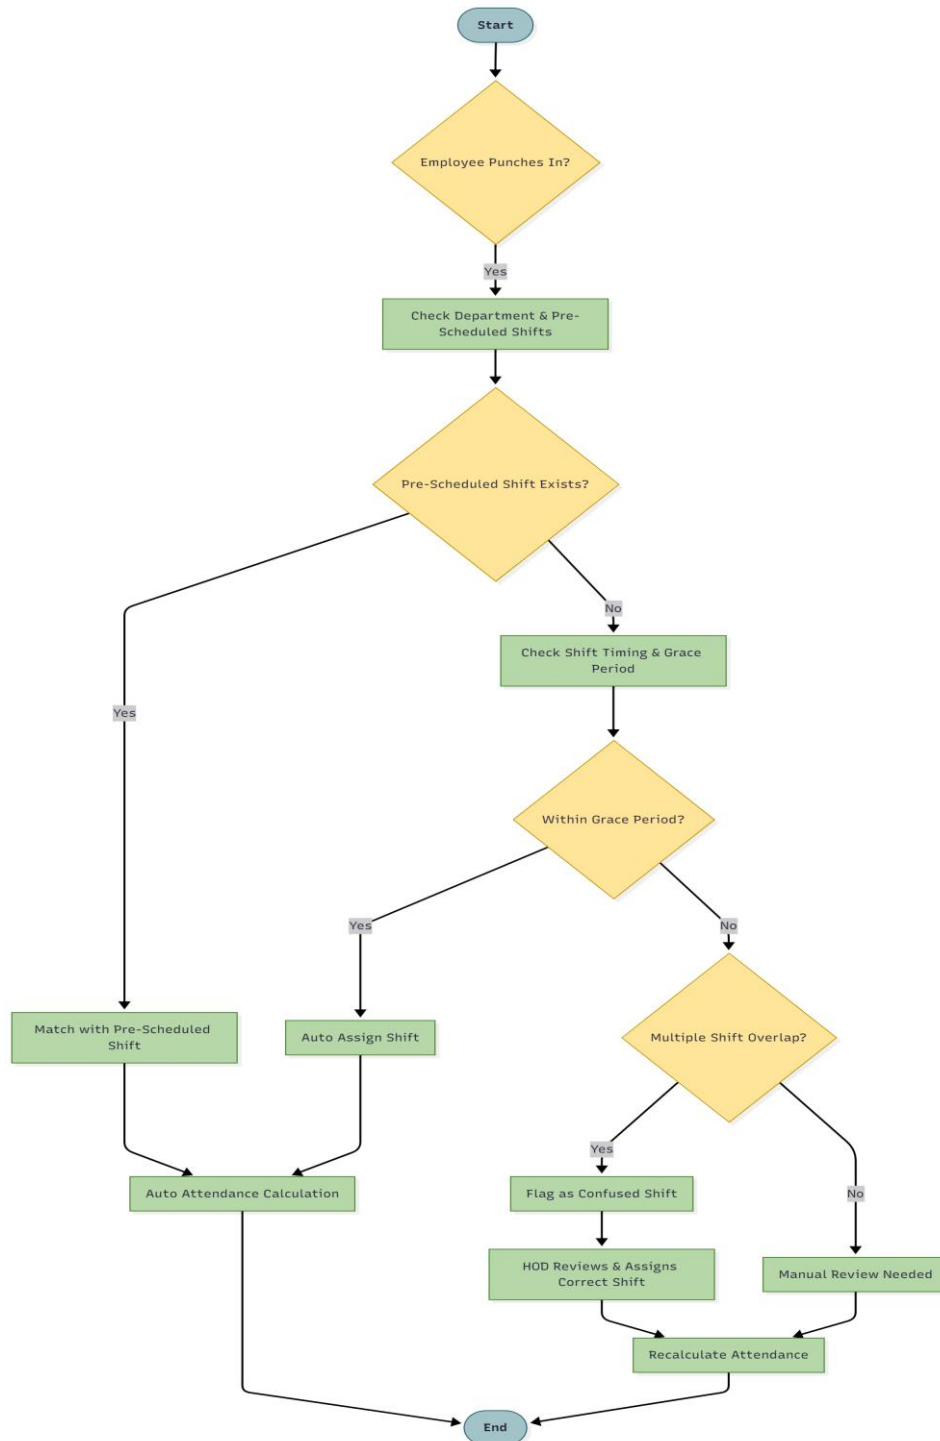 Start
Employee Punches In?
Yes
Check Department & Pre-
Scheduled Shifts
Pre-Scheduled Shift Exists?
No
Check Shift Timing & Grace
Period
Yes
Within Grace Period?
Yes
No
Match with Pre-Scheduled
Shift
Auto Assign Shift
Multiple Shift Overlap?
Yes
Auto Attendance Calculation
Flag as Confused Shift
No
HOD Reviews & Assigns
Correct Shift
Manual Review Needed
Recalculate Attendance
End